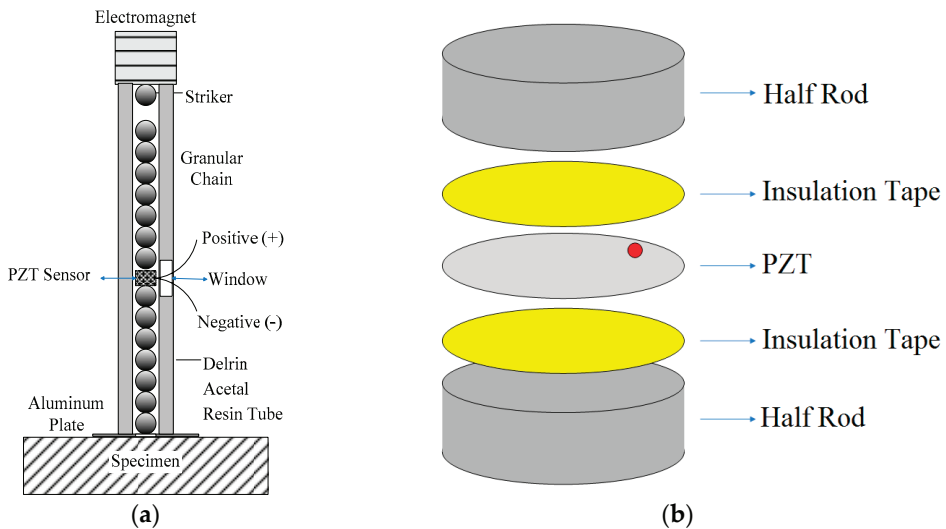 Electromagnet
Striker
Granular
Chain
Positive (+)
PZT Sensor
Window
Negative (-)
Delrin
Acetal
Resin Tube
Aluminum
Plate
Specimen
(a)
Half Rod
Insulation Tape
PZT
Insulation Tape
Half Rod
(b)